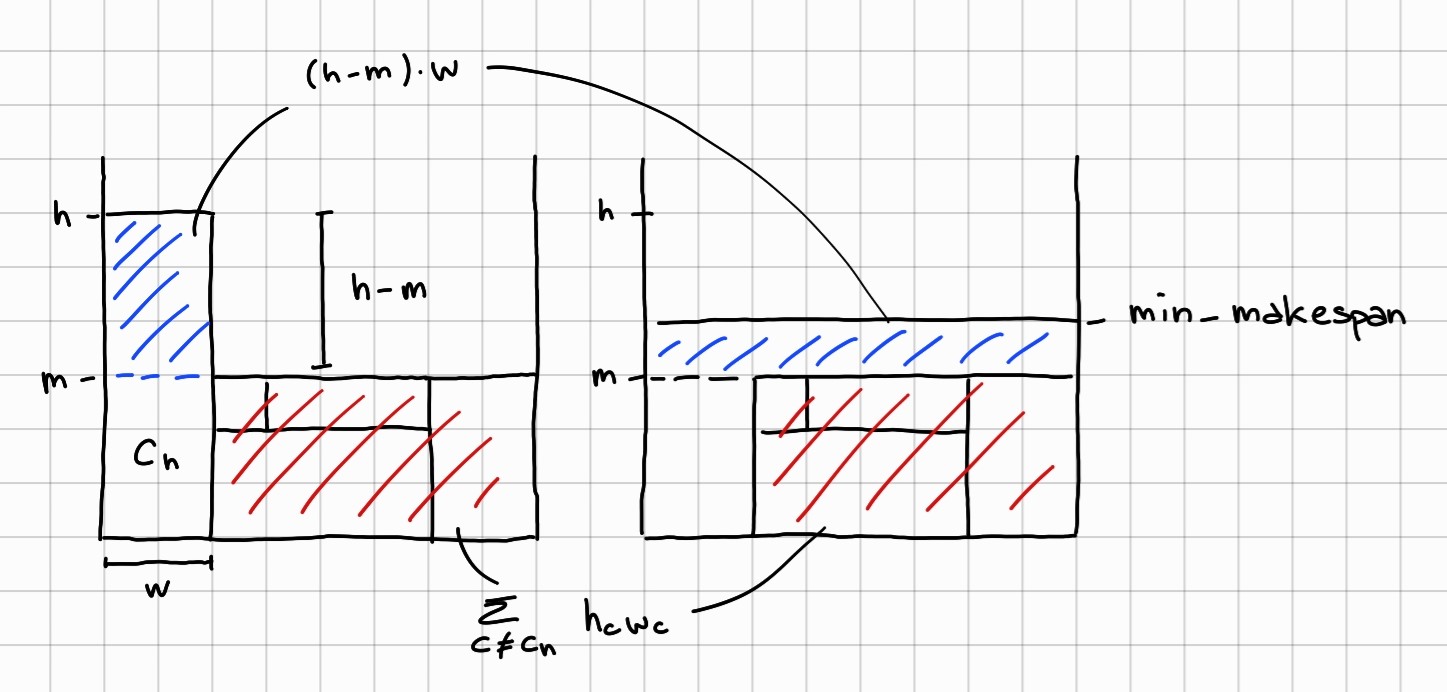 (h-m)·w
h
h
h-m
min_makespan
m
m
Cn
w
Σ hcwc
c≠cn